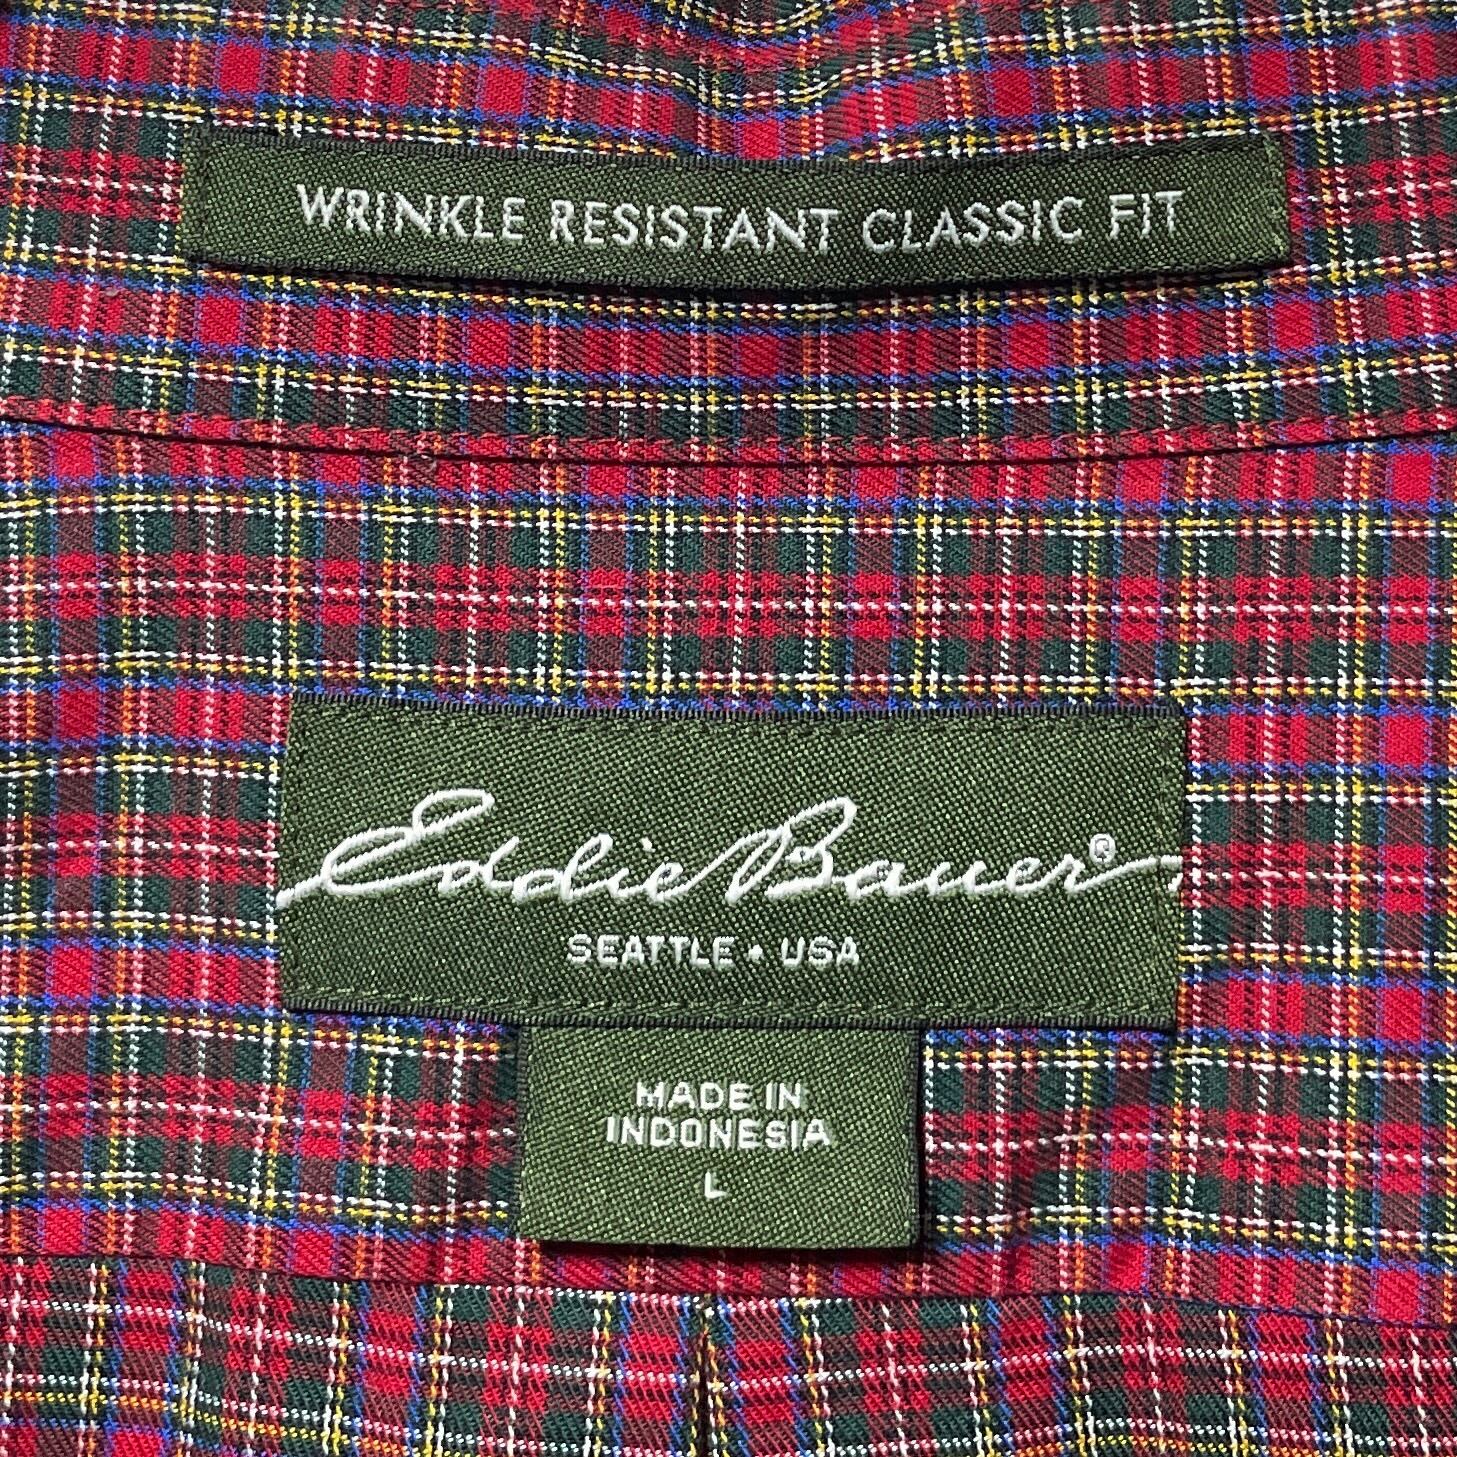 WRINKLE RESISTANT CLASSIC FIT
Eddie Bauer®
SEATTLE • USA
MADE IN
INDONESIA
L